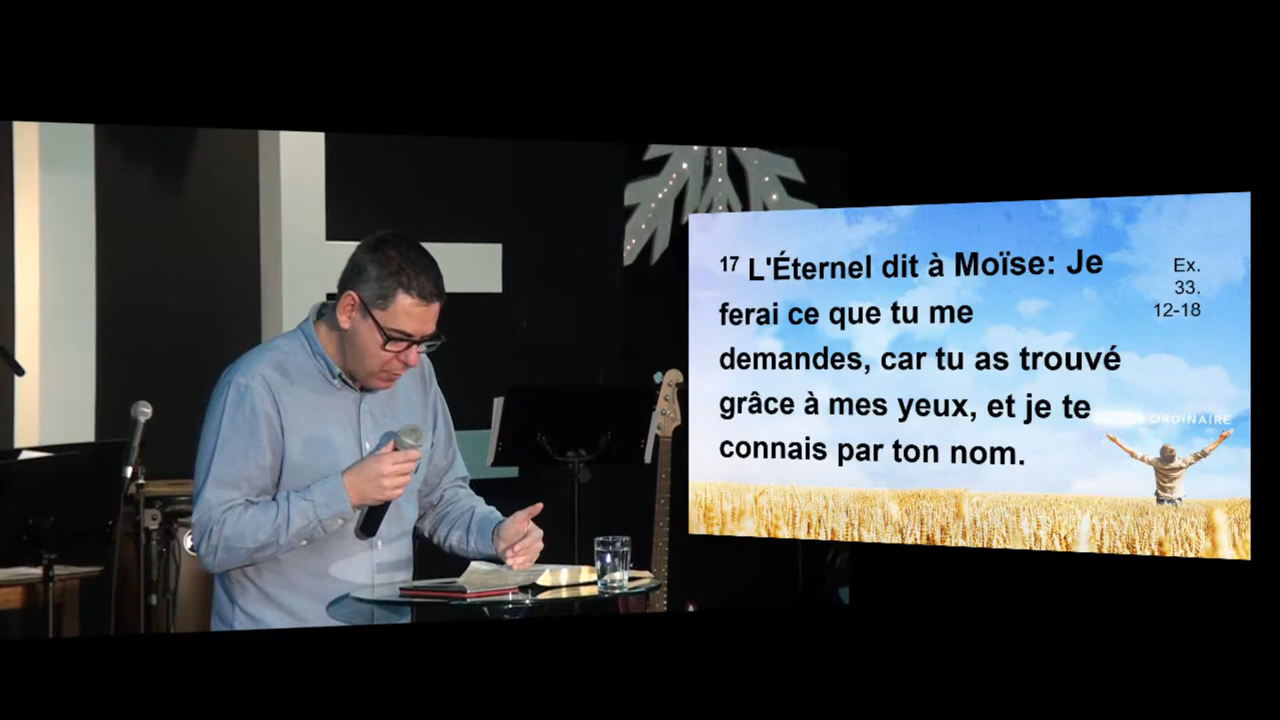 17 L'Éternel dit à Moïse: Je
ferai ce que tu me
demandes, car tu as trouvé
grâce à mes yeux, et je te
connais par ton nom.
Ex.
33.
12-18
ORDINAIRE